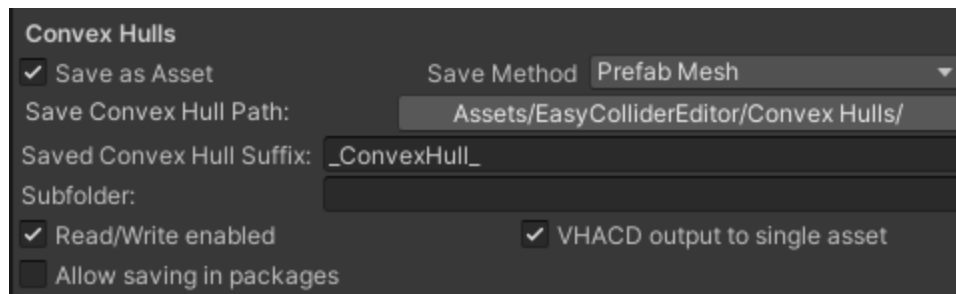 Convex Hulls
Save as Asset Save Method Prefab Mesh
Save Convex Hull Path: Assets/EasyColliderEditor/Convex Hulls/
Saved Convex Hull Suffix: _ConvexHull_
Subfolder:
Read/Write enabled VHACD output to single asset
Allow saving in packages